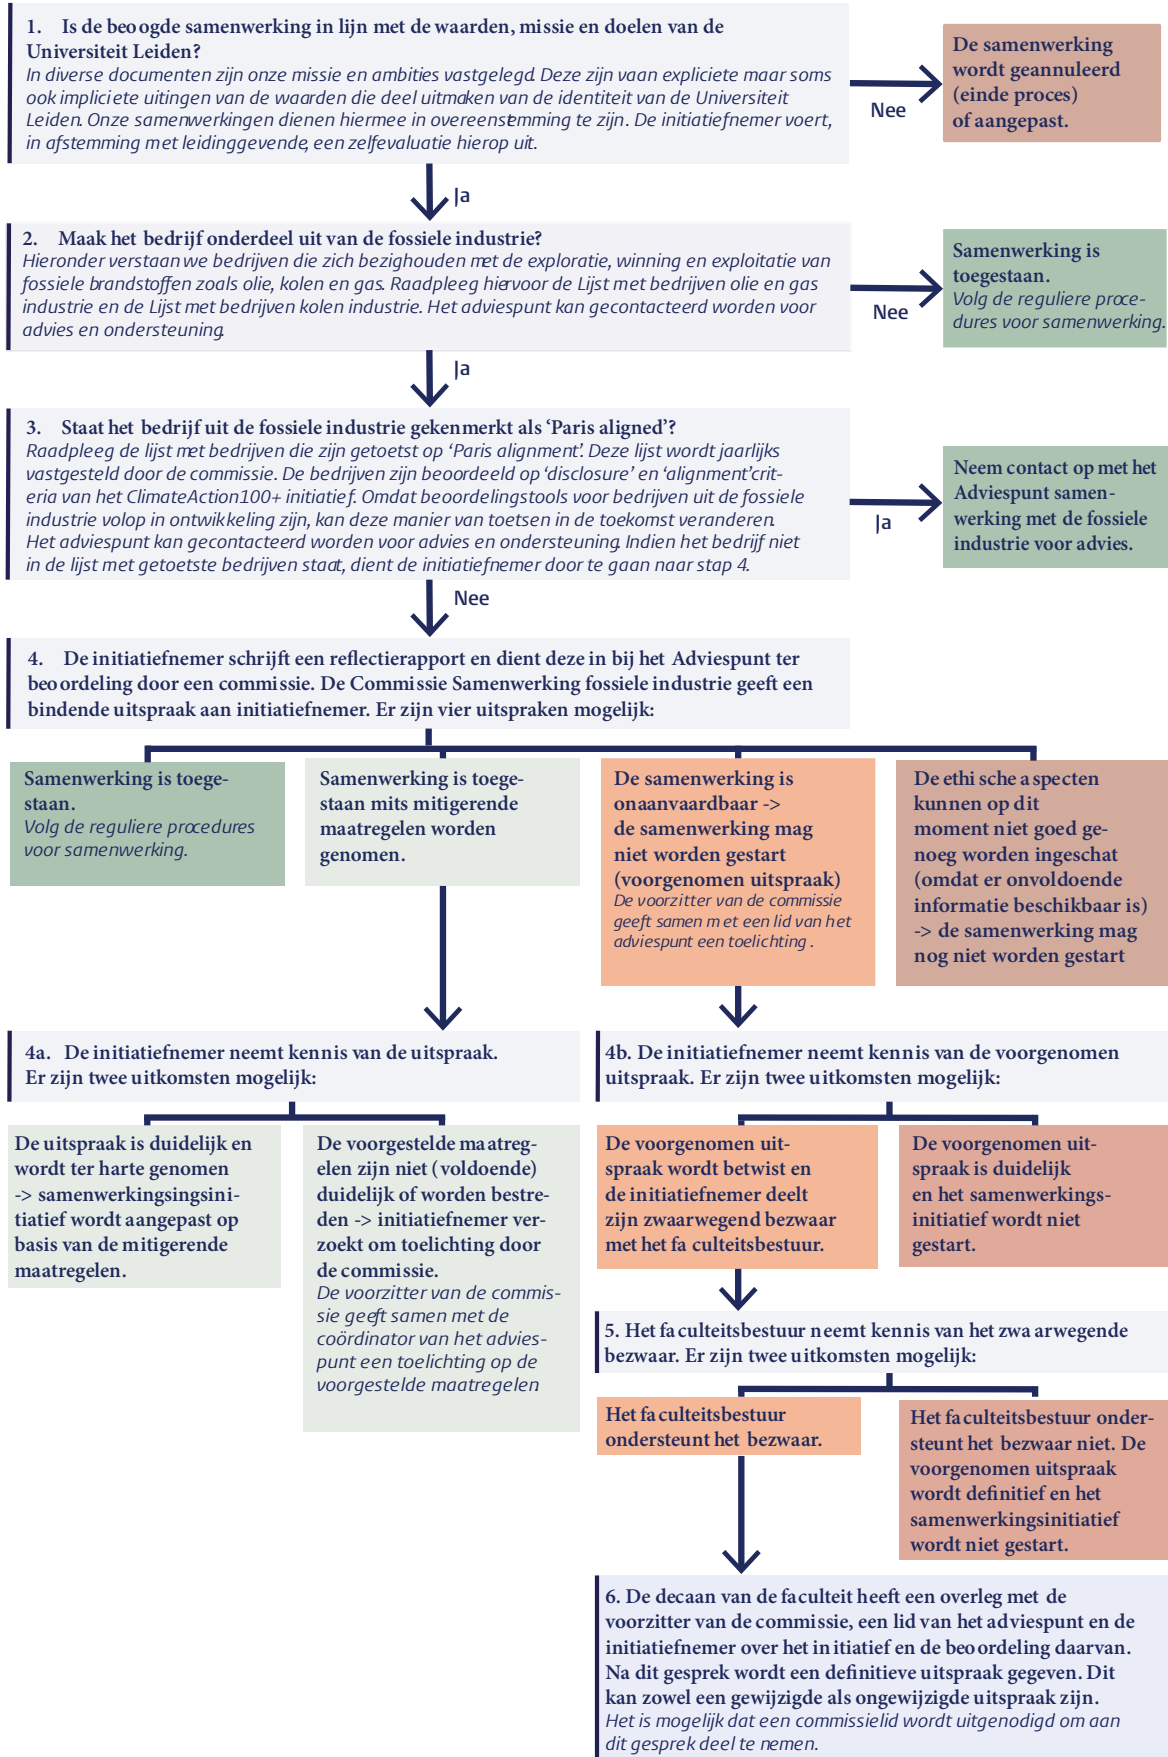 1. Is de beoogde samenwerking in lijn met de waarden, missie en doelen van de
Universiteit Leiden?
In diverse documenten zijn onze missie en ambities vastgelegd. Deze zijn vaan expliciete maar soms
ook impliciete uitingen van de waarden die deel uitmaken van de identiteit van de Universiteit
Leiden. Onze samenwerkingen dienen hiermee in overeenstemming te zijn. De initiatiefnemer voert,
in afstemming met leidinggevende, een zelfevaluatie hierop uit.
Nee
De samenwerking
wordt geannuleerd
(einde proces)
of aangepast.
Ja
2. Maak het bedrijf onderdeel uit van de fossiele industrie?
Hieronder verstaan we bedrijven die zich bezighouden met de exploratie, winning en exploitatie van
fossiele brandstoffen zoals olie, kolen en gas. Raadpleeg hiervoor de Lijst met bedrijven olie en gas
industrie en de Lijst met bedrijven kolen industrie. Het adviespunt kan gecontacteerd worden voor
advies en ondersteuning.
Nee
Samenwerking is
toegestaan.
Volg de reguliere proce-
dures voor samenwerking.
Ja
3. Staat het bedrijf uit de fossiele industrie gekenmerkt als ‘Paris aligned’?
Raadpleeg de lijst met bedrijven die zijn getoetst op ‘Paris alignment’. Deze lijst wordt jaarlijks
vastgesteld door de commissie. De bedrijven zijn beoordeeld op ‘disclosure’ en ‘alignment’crit-
eria van het ClimateAction100+ initiatief. Omdat beoordelingstools voor bedrijven uit de fossiele
industrie volop in ontwikkeling zijn, kan deze manier van toetsen in de toekomst veranderen.
Het adviespunt kan gecontacteerd worden voor advies en ondersteuning. Indien het bedrijf niet
in de lijst met getoetste bedrijven staat, dient de initiatiefnemer door te gaan naar stap 4.
Ja
Neem contact op met het
Adviespunt samen-
werking met de fossiele
industrie voor advies.
Nee
4. De initiatiefnemer schrijft een reflectierapport en dient deze in bij het Adviespunt ter
beoordeling door een commissie. De Commissie Samenwerking fossiele industrie geeft een
bindende uitspraak aan initiatiefnemer. Er zijn vier uitspraken mogelijk:
Samenwerking is toege-
staan.
Volg de reguliere procedures
voor samenwerking.
Samenwerking is toege-
staan mits mitigerende
maatregelen worden
genomen.
De samenwerking is
onaanvaardbaar ->
de samenwerking mag
niet worden gestart
(voorgenomen uitspraak)
De voorzitter van de commissie
geeft samen met een lid van het
adviespunt een toelichting.
De ethische aspecten
kunnen op dit
moment niet goed ge-
noeg worden ingeschat
(omdat er onvoldoende
informatie beschikbaar is)
-> de samenwerking mag
nog niet worden gestart
4a. De initiatiefnemer neemt kennis van de uitspraak.
Er zijn twee uitkomsten mogelijk:
De uitspraak is duidelijk en
wordt ter harte genomen
-> samenwerkingsingsini-
tiatief wordt aangepast op
basis van de mitigerende
maatregelen.
De voorgestelde maatreg-
elen zijn niet (voldoende)
duidelijk of worden bestre-
den -> initiatiefnemer ver-
zoekt om toelichting door
de commissie.
De voorzitter van de commis-
sie geeft samen met de
coördinator van het advies-
punt een toelichting op de
voorgestelde maatregelen
4b. De initiatiefnemer neemt kennis van de voorgenomen
uitspraak. Er zijn twee uitkomsten mogelijk:
De voorgenomen uit-
spraak wordt betwist en
de initiatiefnemer deelt
zijn zwaarwegend bezwaar
met het faculteitsbestuur.
De voorgenomen uit-
spraak is duidelijk
en het samenwerkings-
initiatief wordt niet
gestart.
5. Het faculteitsbestuur neemt kennis van het zwaarwegende
bezwaar. Er zijn twee uitkomsten mogelijk:
Het faculteitsbestuur
ondersteunt het bezwaar.
Het faculteitsbestuur onder-
steunt het bezwaar niet. De
voorgenomen uitspraak
wordt definitief en het
samenwerkingsinitiatief
wordt niet gestart.
6. De decaan van de faculteit heeft een overleg met de
voorzitter van de commissie, een lid van het adviespunt en de
initiatiefnemer over het initiatief en de beoordeling daarvan.
Na dit gesprek wordt een definitieve uitspraak gegeven. Dit
kan zowel een gewijzigde als ongewijzigde uitspraak zijn.
Het is mogelijk dat een commissielid wordt uitgenodigd om aan
dit gesprek deel te nemen.